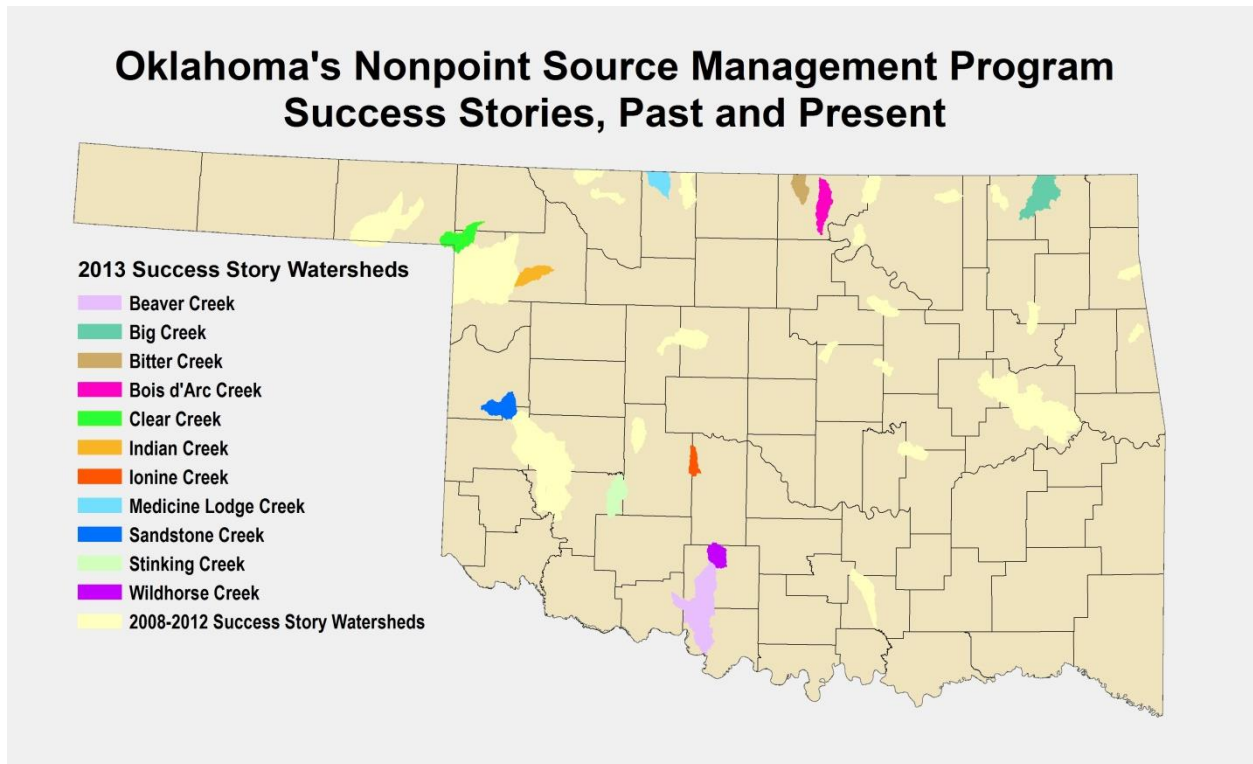 Oklahoma's Nonpoint Source Management Program
Success Stories, Past and Present
2013 Success Story Watersheds
Beaver Creek
Big Creek
Bitter Creek
Bois d'Arc Creek
Clear Creek
Indian Creek
Ionine Creek
Medicine Lodge Creek
Sandstone Creek
Stinking Creek
Wildhorse Creek
2008-2012 Success Story Watersheds